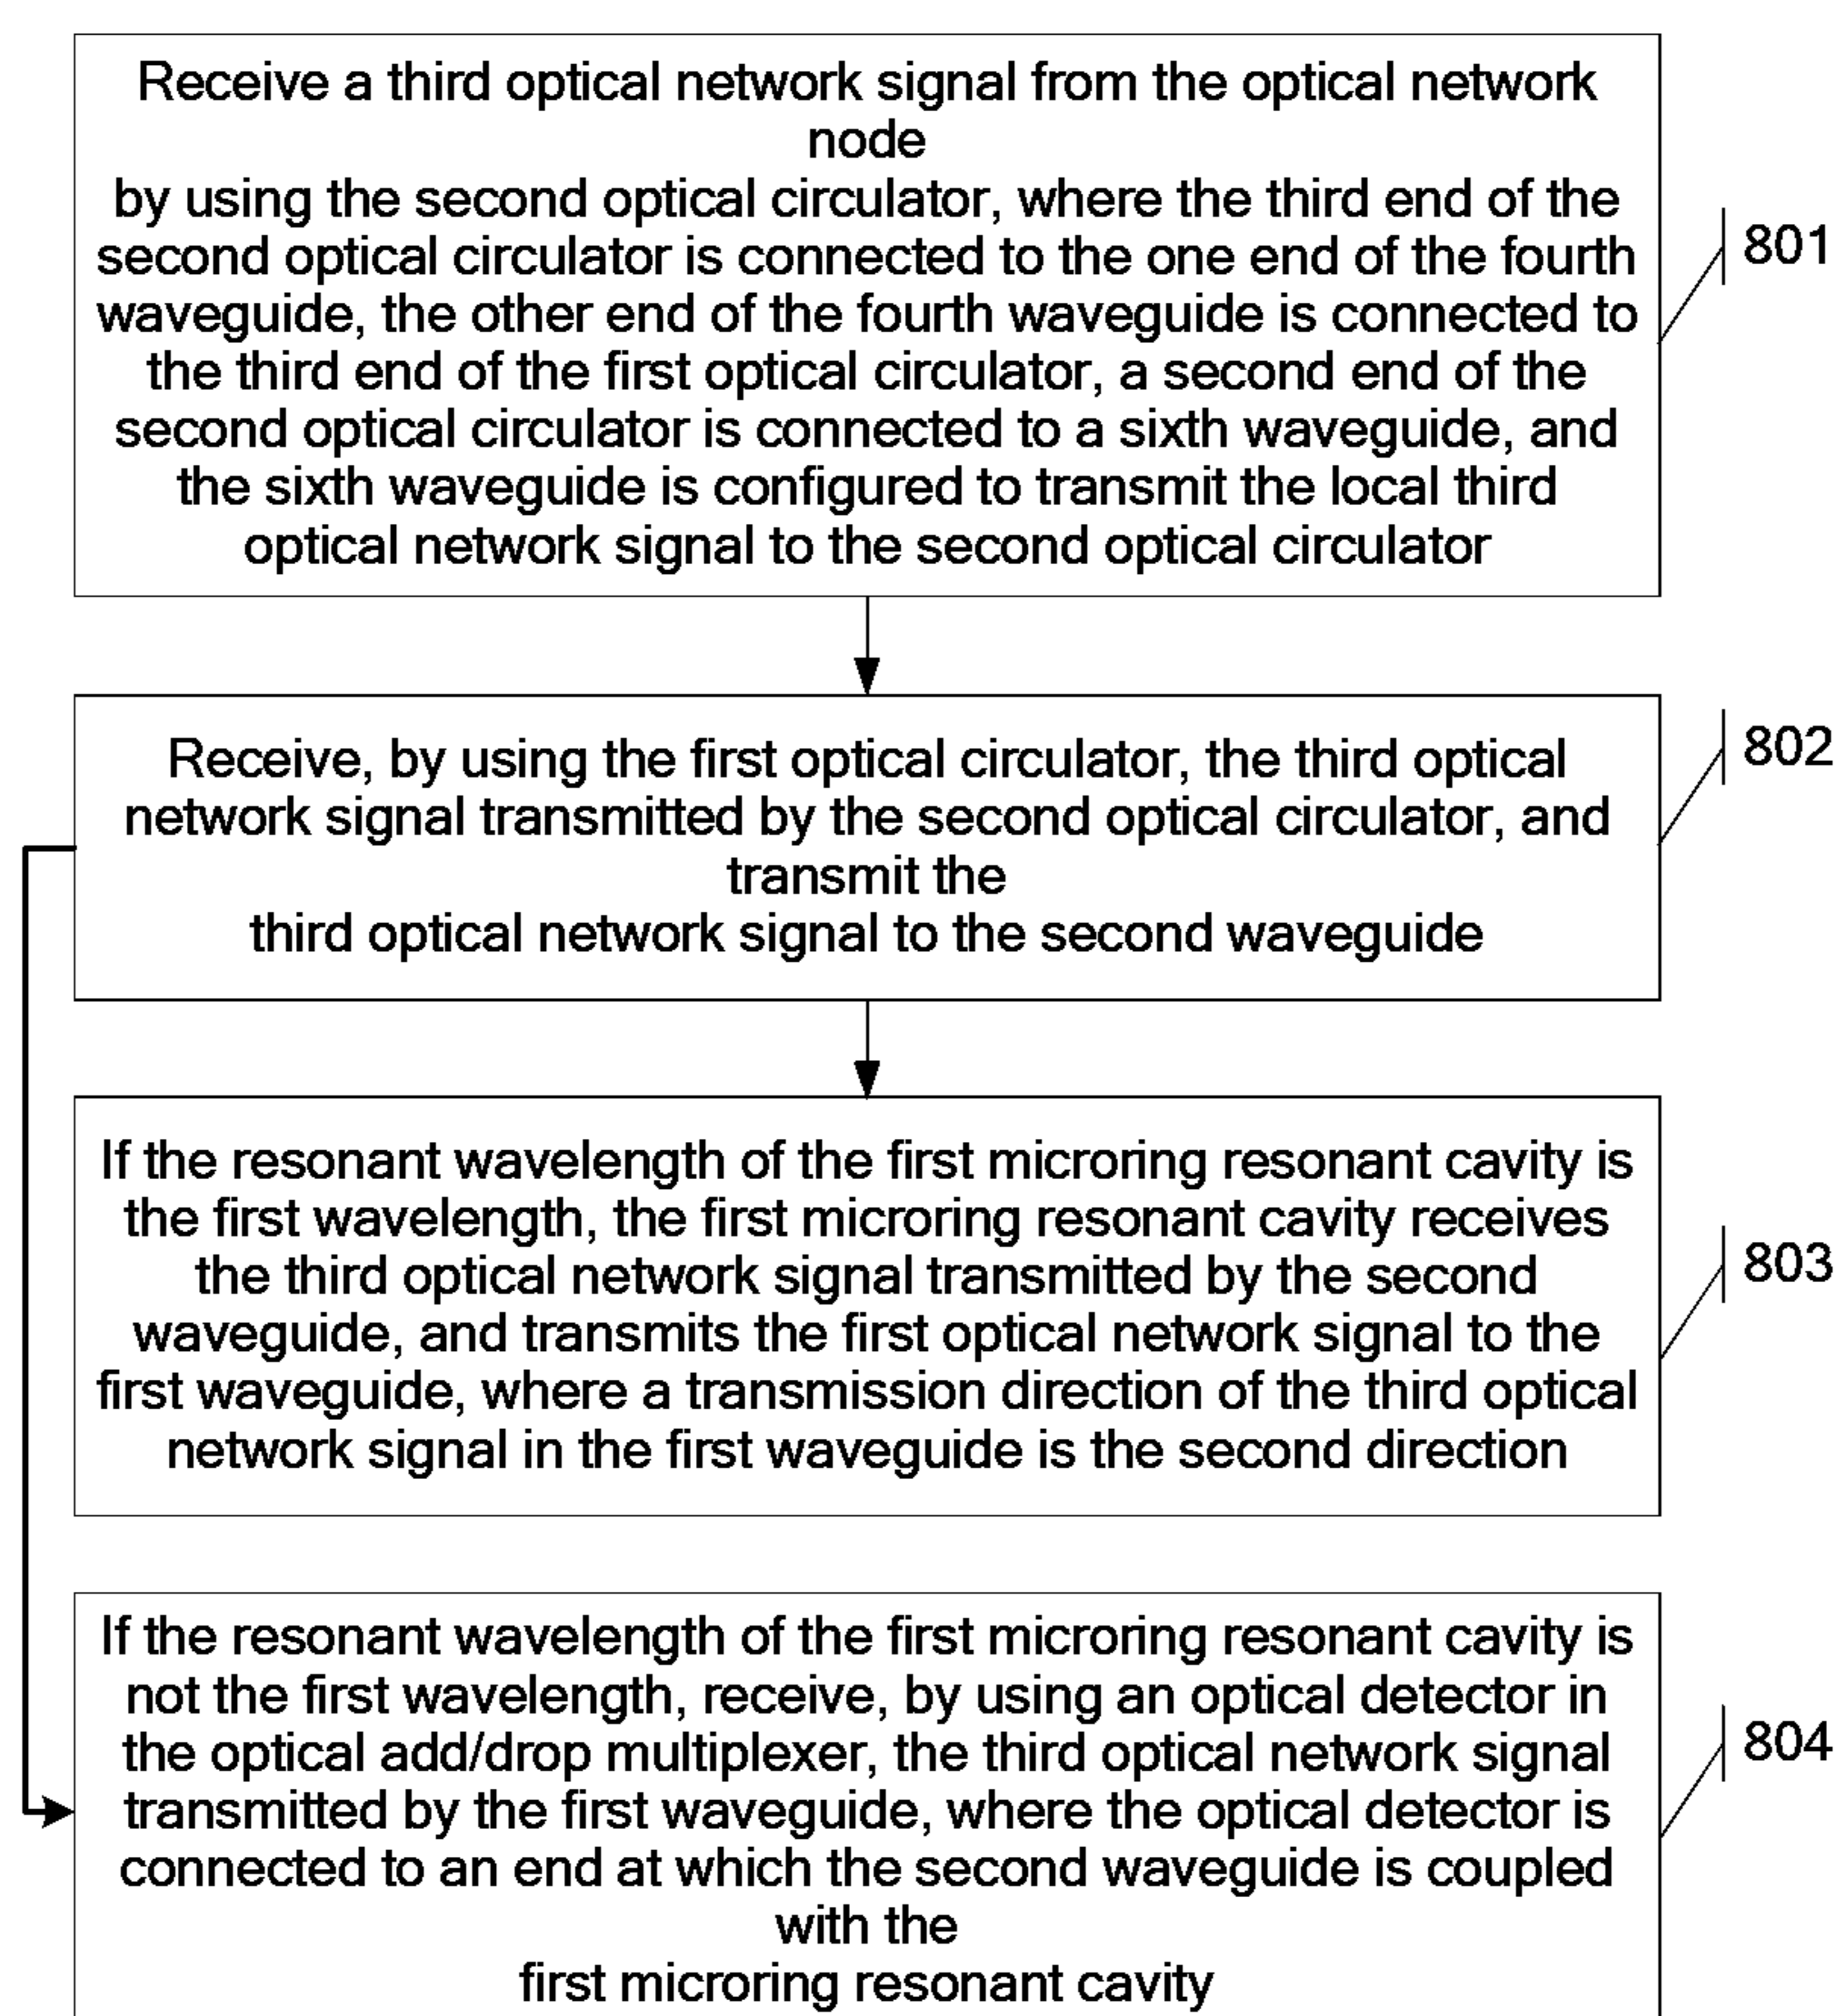 Receive a third optical network signal from the optical network
node
by using the second optical circulator, where the third end of the
second optical circulator is connected to the one end of the fourth
waveguide, the other end of the fourth waveguide is connected to
the third end of the first optical circulator, a second end of the
second optical circulator is connected to a sixth waveguide, and
the sixth waveguide is configured to transmit the local third
optical network signal to the second optical circulator
801
Receive, by using the first optical circulator, the third optical
network signal transmitted by the second optical circulator, and
transmit the
third optical network signal to the second waveguide
802
If the resonant wavelength of the first microring resonant cavity is
the first wavelength, the first microring resonant cavity receives
the third optical network signal transmitted by the second
waveguide, and transmits the first optical network signal to the
first waveguide, where a transmission direction of the third optical
network signal in the first waveguide is the second direction
803
If the resonant wavelength of the first microring resonant cavity is
not the first wavelength, receive, by using an optical detector in
the optical add/drop multiplexer, the third optical network signal
transmitted by the first waveguide, where the optical detector is
connected to an end at which the second waveguide is coupled
with the
first microring resonant cavity
804